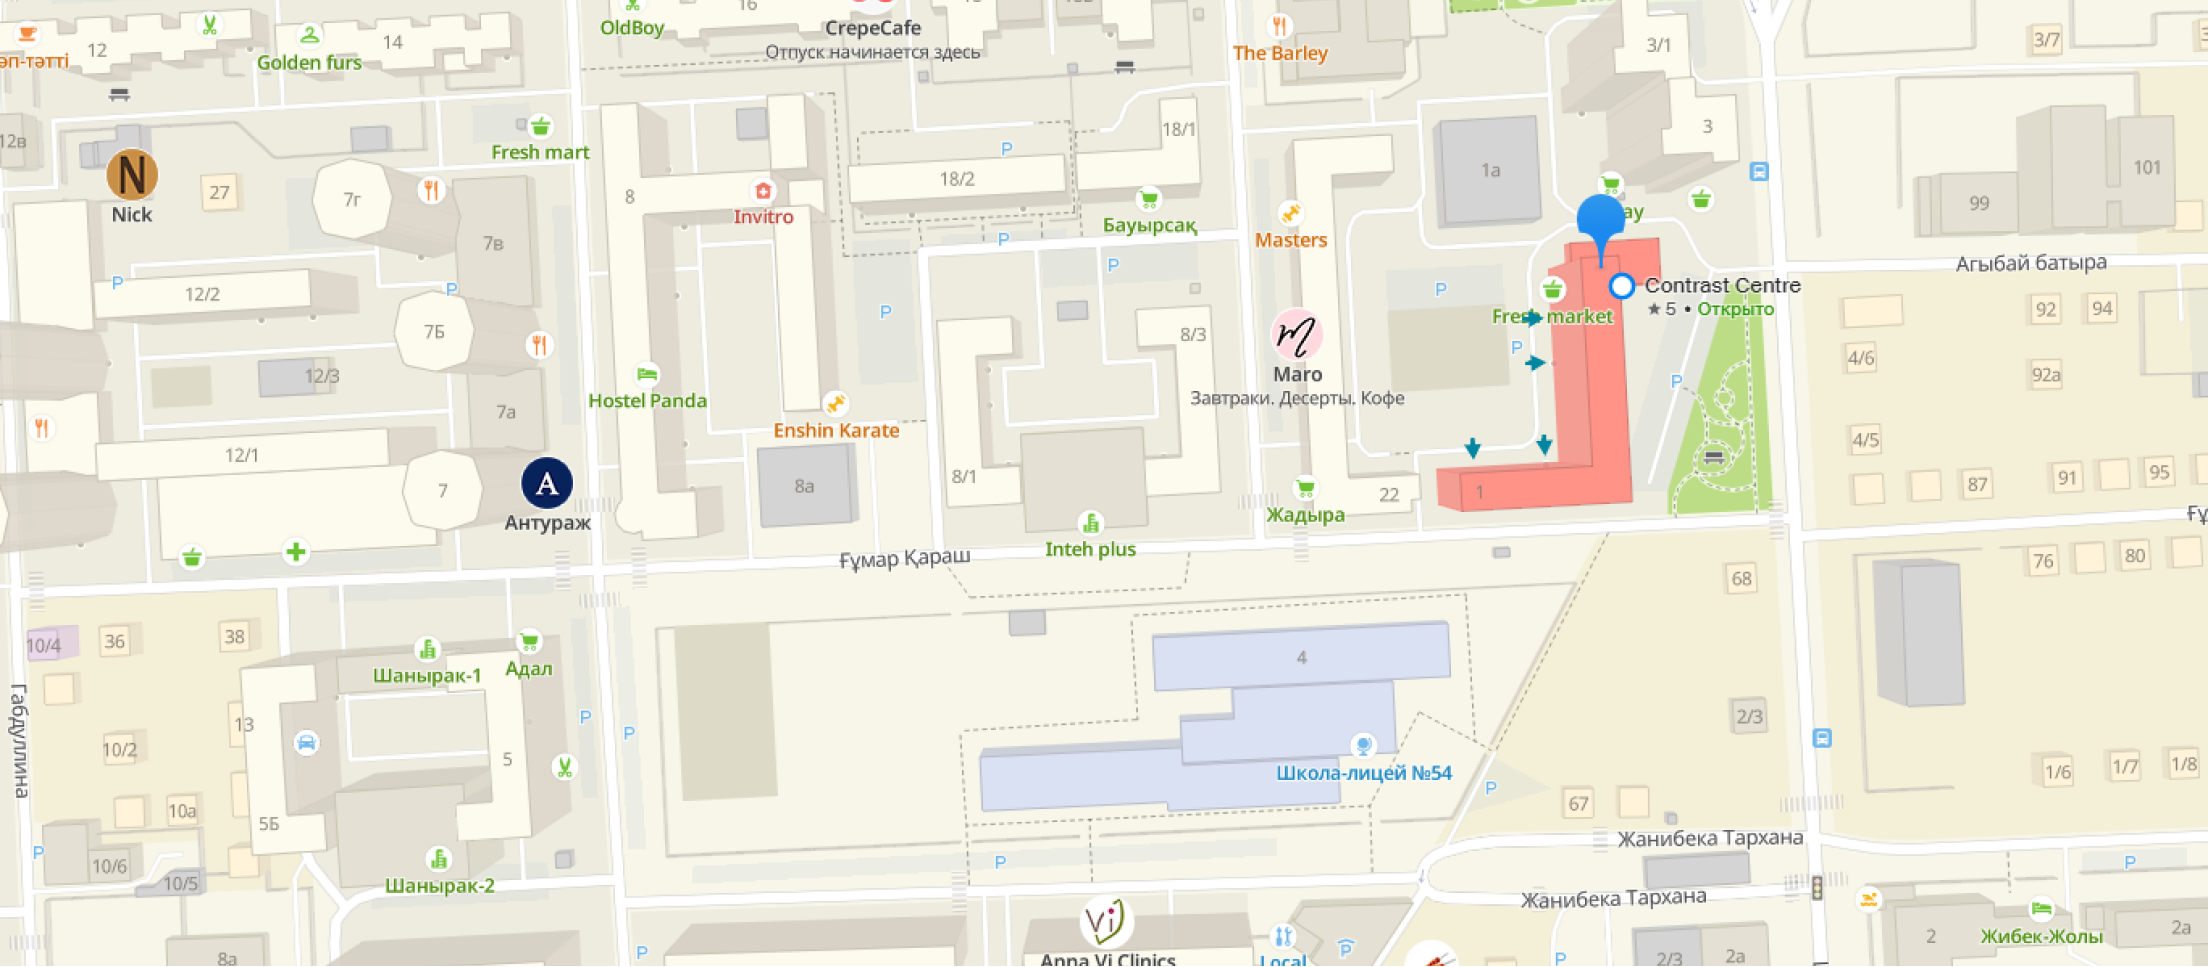 12
14
16
3/1
3/7
OldBoy
CrepeCafe
Отпуск начинается здесь
The Barley
Golden furs
12в
Fresh mart
N
Nick
27
7г
7в
8
Invitro
P
18/2
18/1
Бауырсақ
Masters
1а
3
101
99
Агыбай батыра
P
P
P
12/2
P
7Б
12/3
7а
12/1
7
A
Антураж
Hostel Panda
Enshin Karate
8а
P
8/3
8/1
Inteh plus
m
Maro
Завтраки. Десерты. Кофе
P
Fresh market
P
Contrast Centre
★ 5 • Открыто
P
1
22
Жадыра
92
94
4/6
92а
4/5
87
91
95
Ғұмар Қараш
76
80
68
10/4
36
38
Шанырак-1
Адал
Габдуллина
13
10/2
5
10а
5Б
P
P
4
Школа-лицей №54
P
2/3
67
1/6
1/7
1/8
Жанибека Тархана
Жанибека Тархана
P
10/6
10/5
Шанырак-2
P
P
Vi
Anna Vi Clinics
Local
P
P
P
8а
2/3
2а
2
Жибек-Жолы
2а